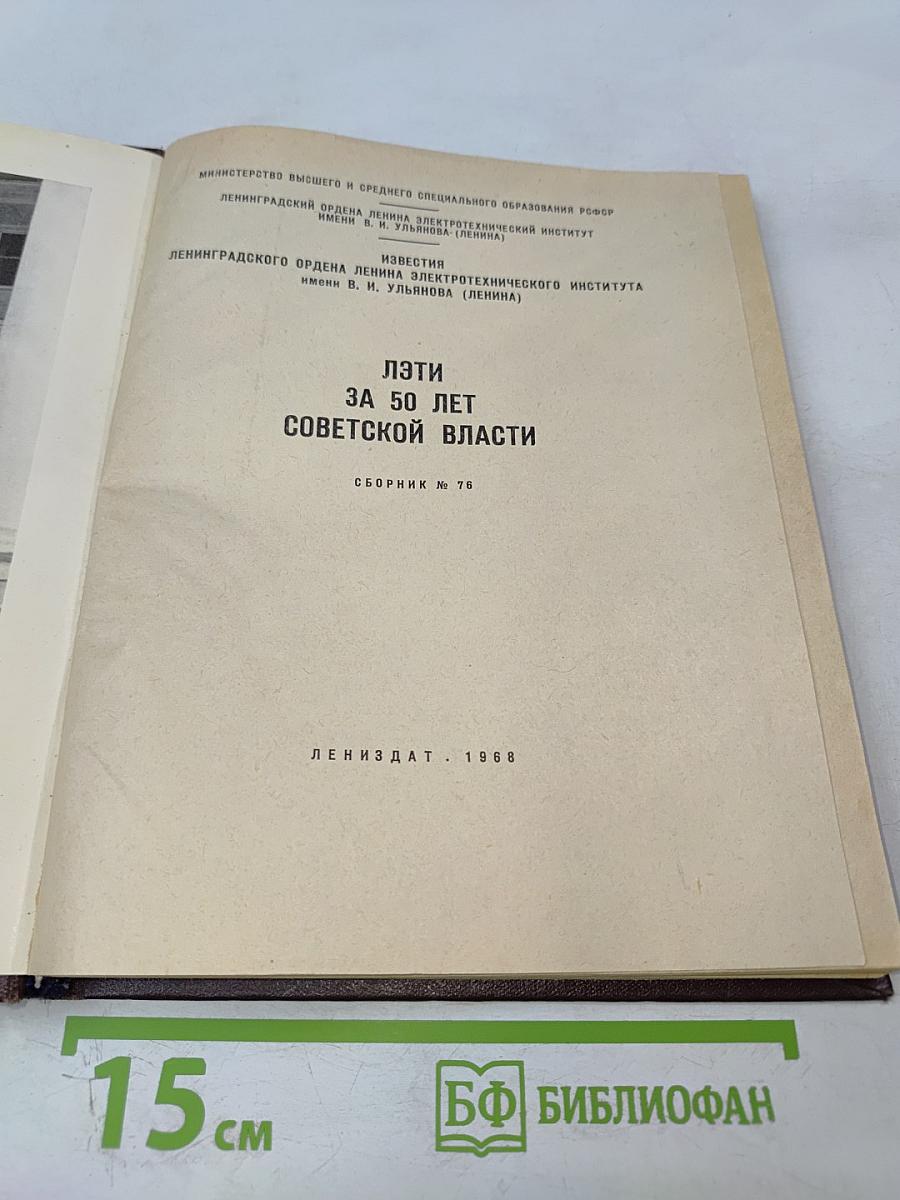 МИНИСТЕРСТВО ВЫСШЕГО И СРЕДНЕГО СПЕЦИАЛЬНОГО ОБРАЗОВАНИЯ РСФСР
ЛЕНИНГРАДСКИЙ ОРДЕНА ЛЕНИНА ЭЛЕКТРОТЕХНИЧЕСКИЙ ИНСТИТУТ
ИМЕНИ В. И. УЛЬЯНОВА-(ЛЕНИНА)
ИЗВЕСТИЯ
ЛЕНИНГРАДСКОГО ОРДЕНА ЛЕНИНА ЭЛЕКТРОТЕХНИЧЕСКОГО ИНСТИТУТА
имени В. И. УЛЬЯНОВА (ЛЕНИНА)
ЛЭТИ
ЗА 50 ЛЕТ
СОВЕТСКОЙ ВЛАСТИ
СБОРНИК № 76
ЛЕНИЗДАТ . 1968
15 см
БФ БИБЛИОФАН